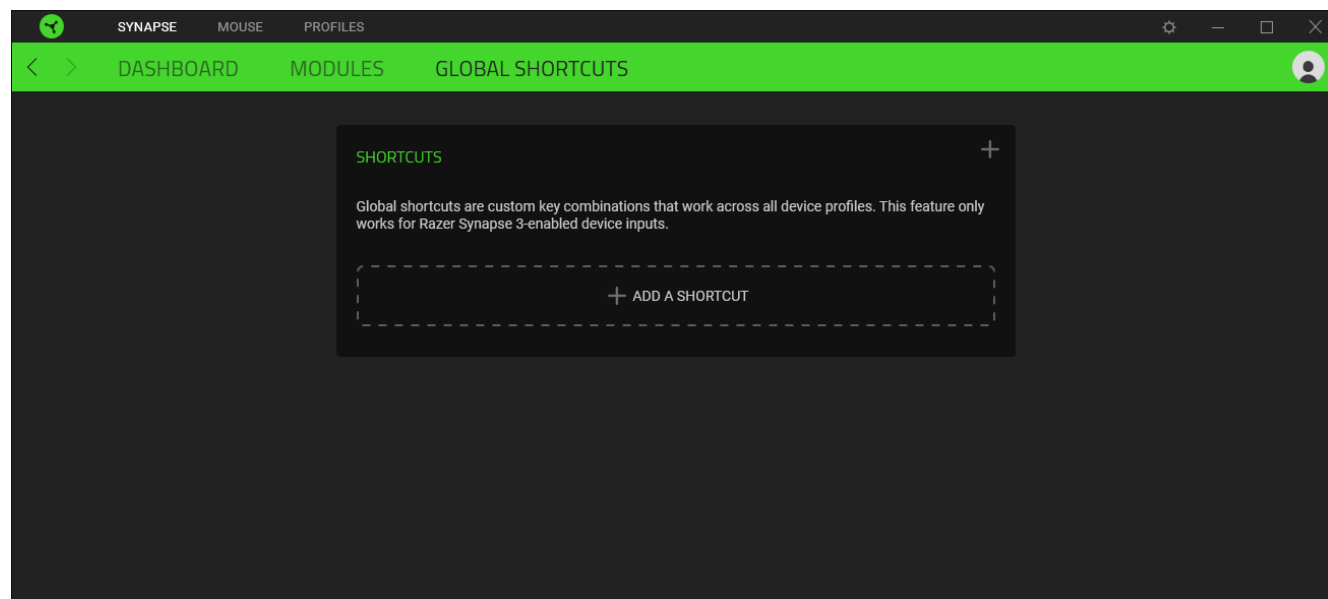 SYNAPSE MOUSE PROFILES
DASHBOARD MODULES GLOBAL SHORTCUTS
SHORTCUTS
Global shortcuts are custom key combinations that work across all device profiles. This feature only
works for Razer Synapse 3-enabled device inputs.
ADD A SHORTCUT